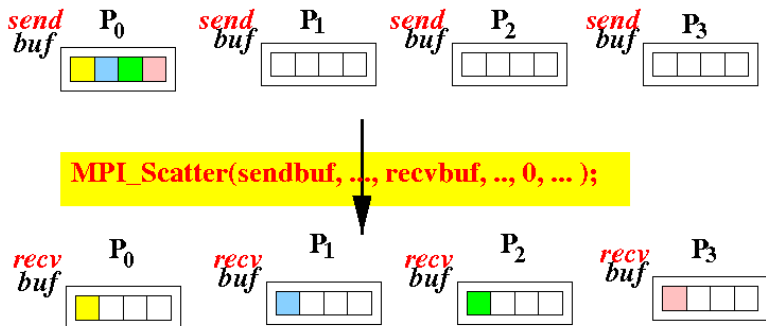 send buf P0 send buf P1 send buf P2 send buf P3
MPI_Scatter(sendbuf, ..., recvbuf, .., 0, ... );
recv buf P0 recv buf P1 recv buf P2 recv buf P3